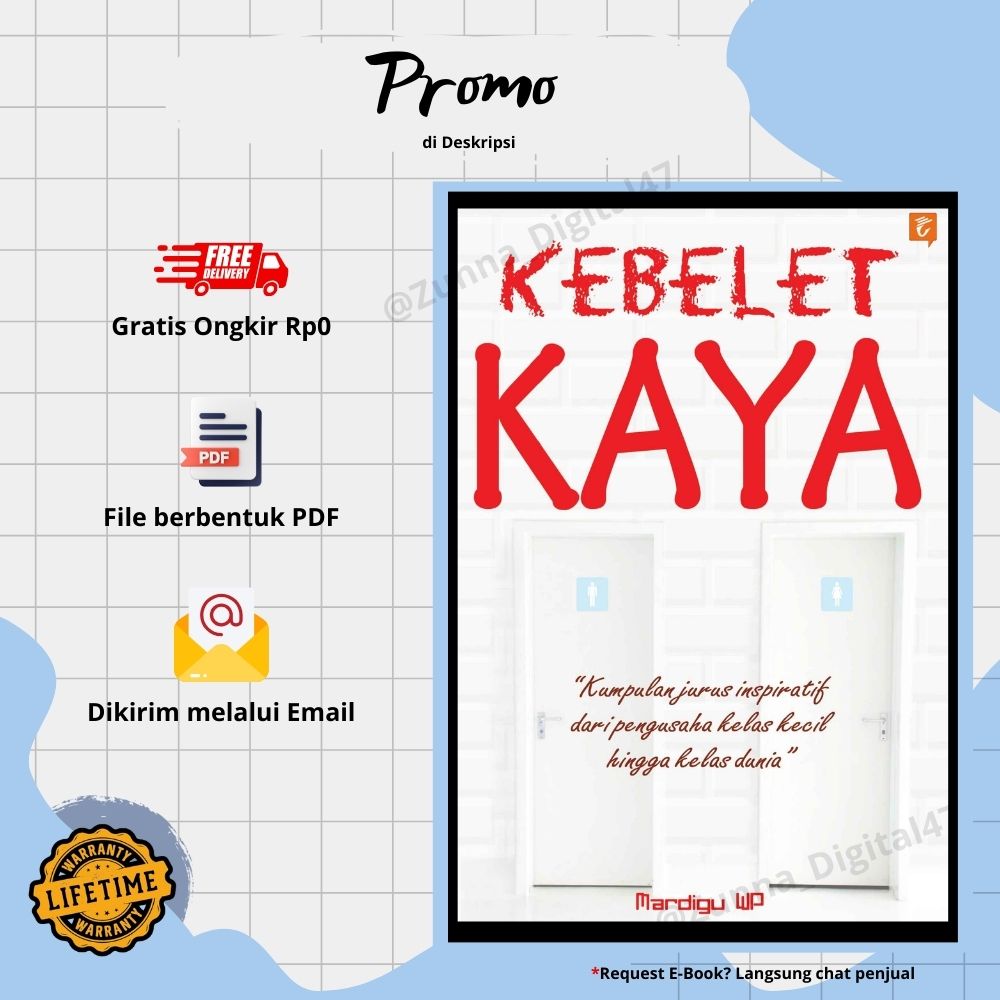 Promo
di Deskripsi
FREE
DELIVERY
Gratis Ongkir Rp0
PDF
File berbentuk PDF
@
Dikirim melalui Email
WARRANTY
LIFETIME
WARRANTY
@Zunna_Digital47
KEBELET
KAYA
“Kumpulan jurus inspiratif
dari pengusaha kelas kecil
hingga kelas dunia”
@Zunna_Digital47
Mardigu WP
*Request E-Book? Langsung chat penjual